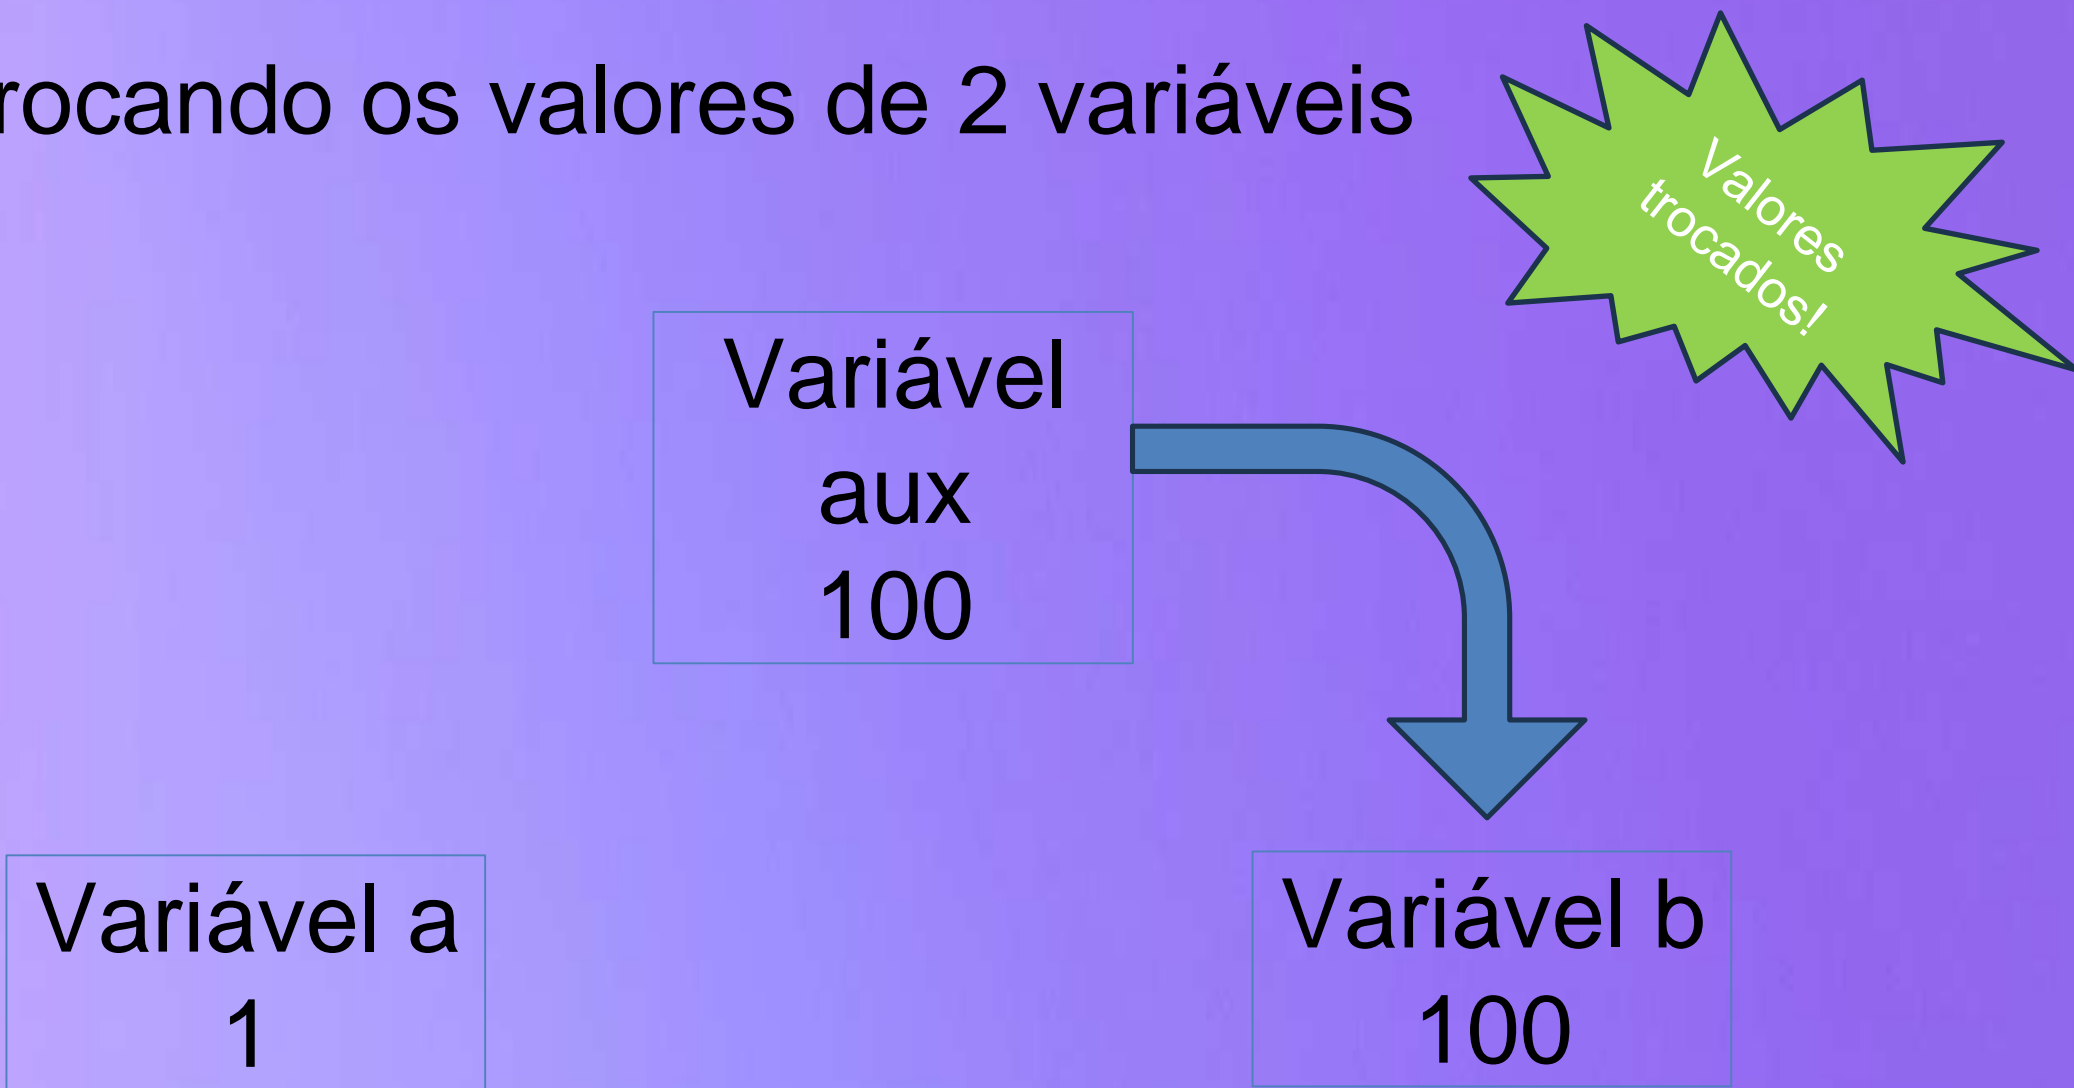 rocando os valores de 2 variáveis
Valores
trocados!
Variável
aux
100
Variável a
1
Variável b
100